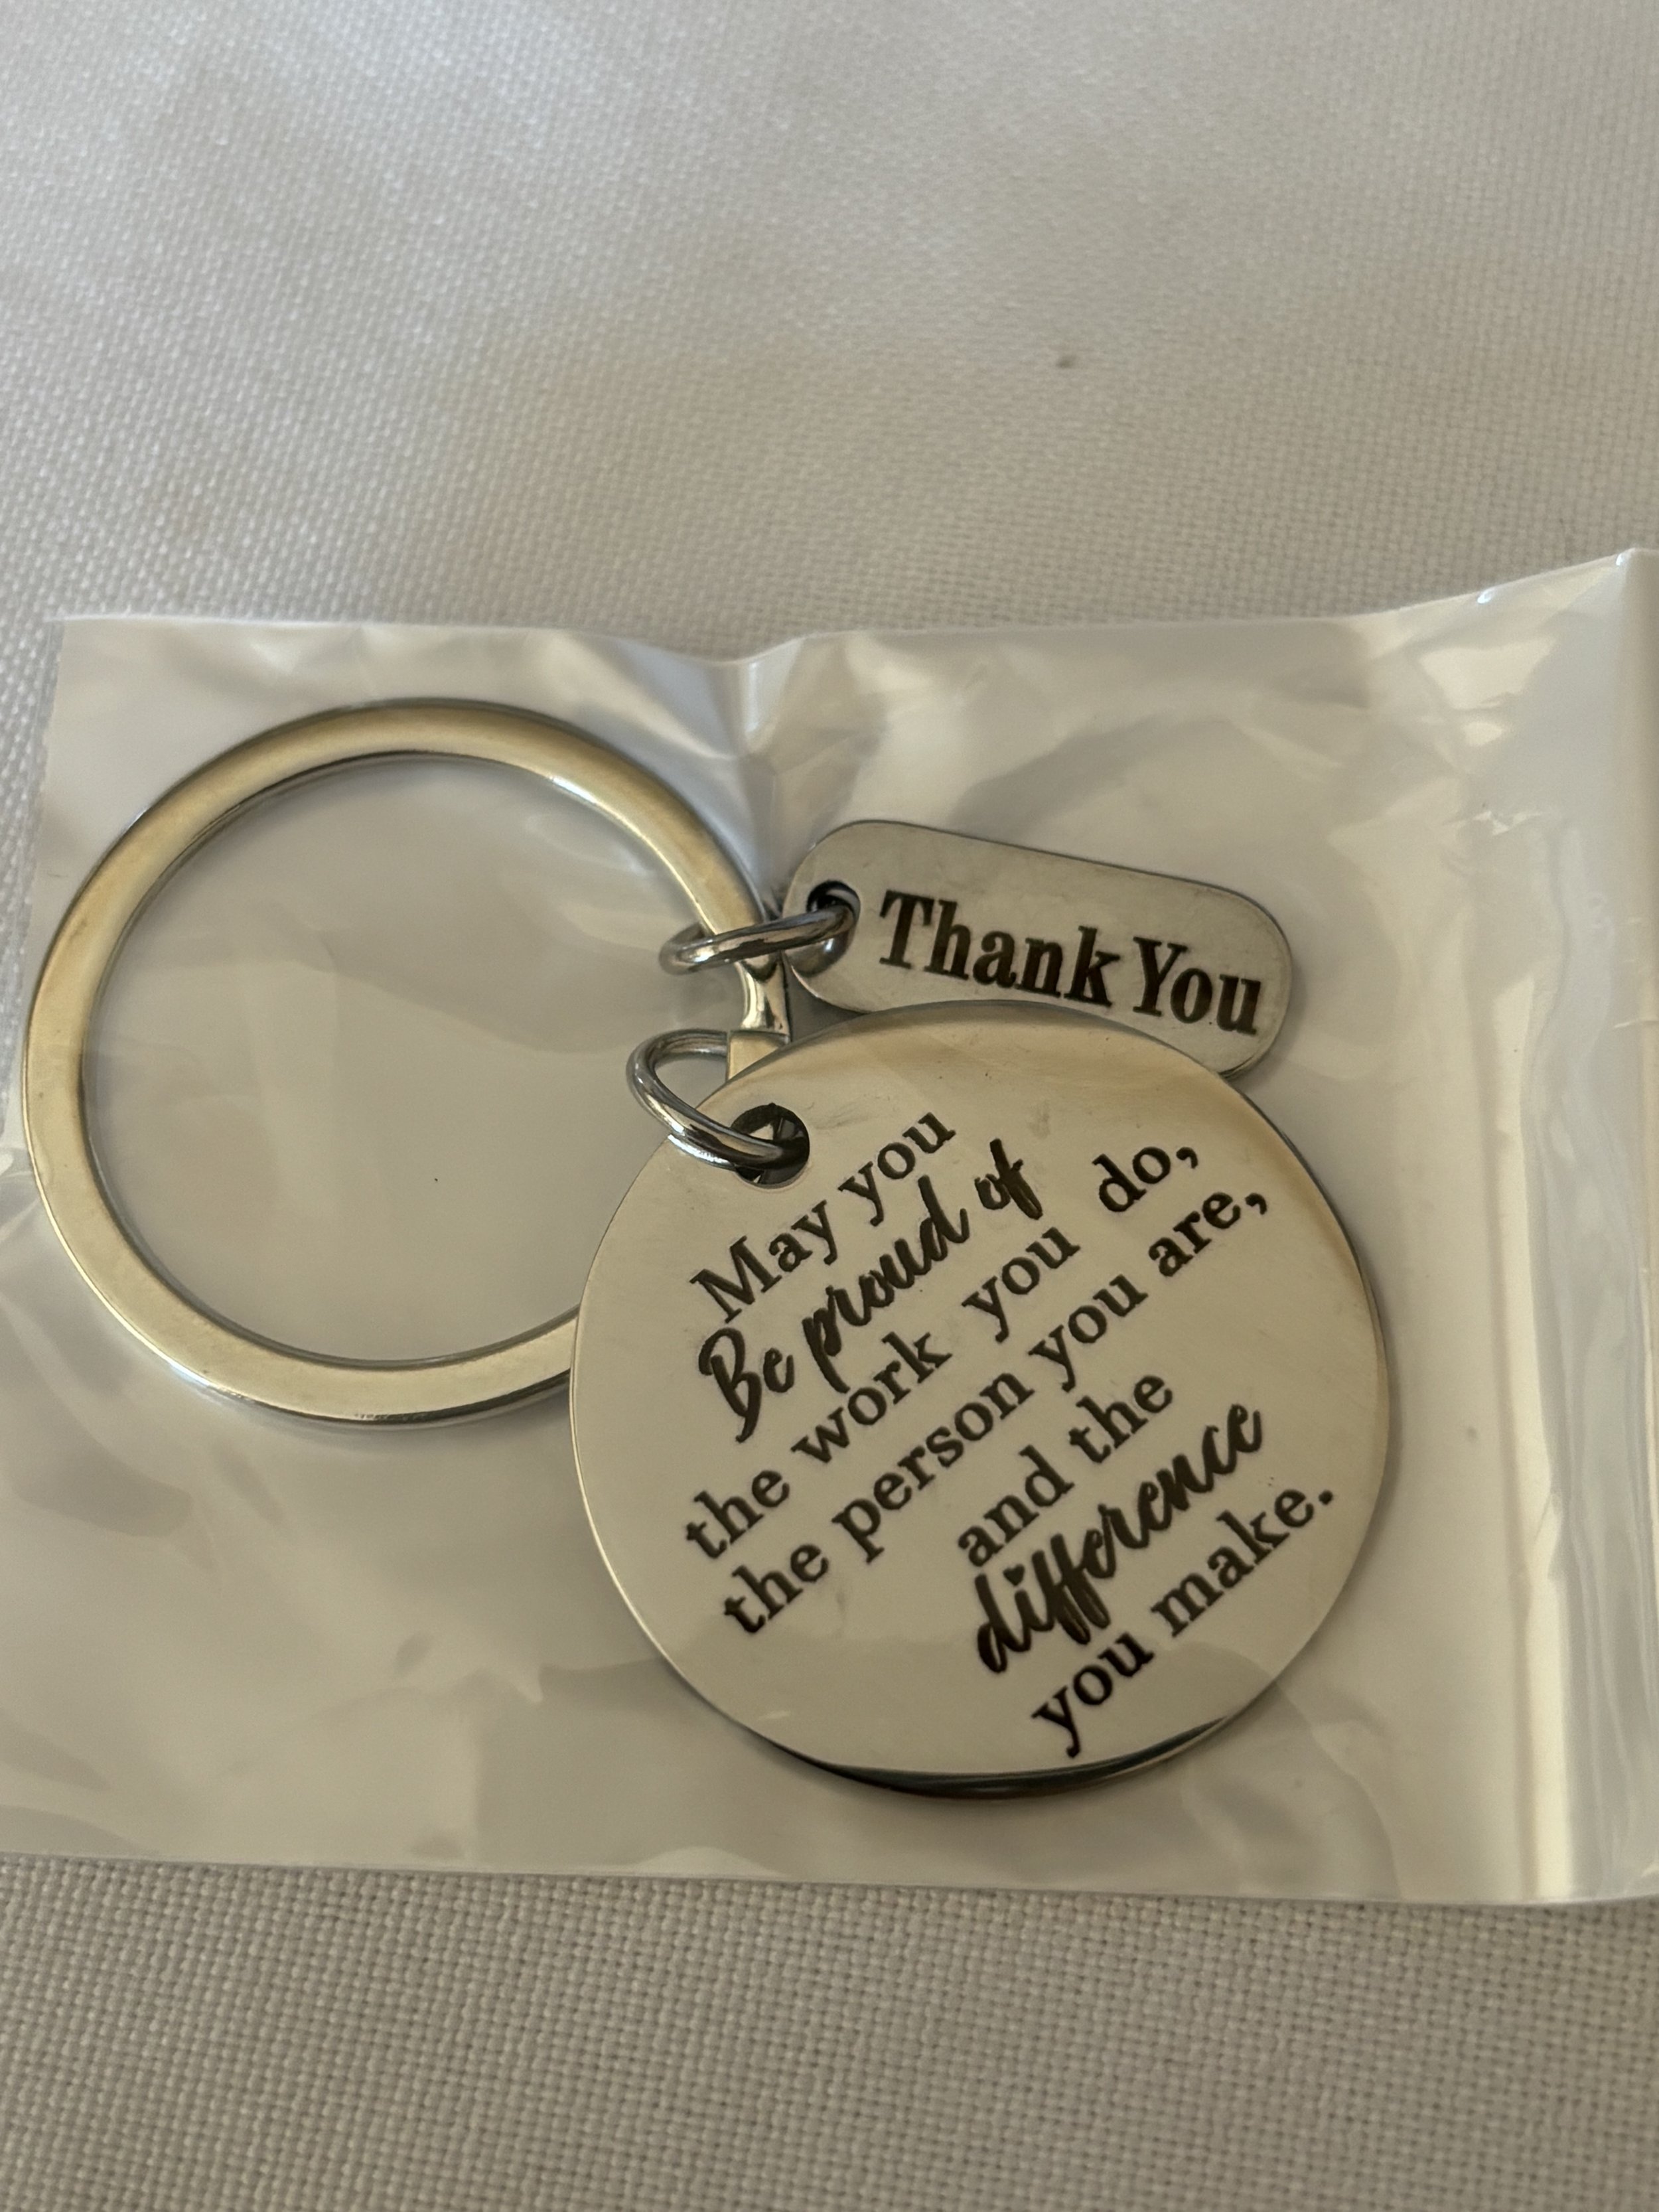 Thank You
May you
Be proud of
the work you do,
the person you are,
and the
difference
you make.